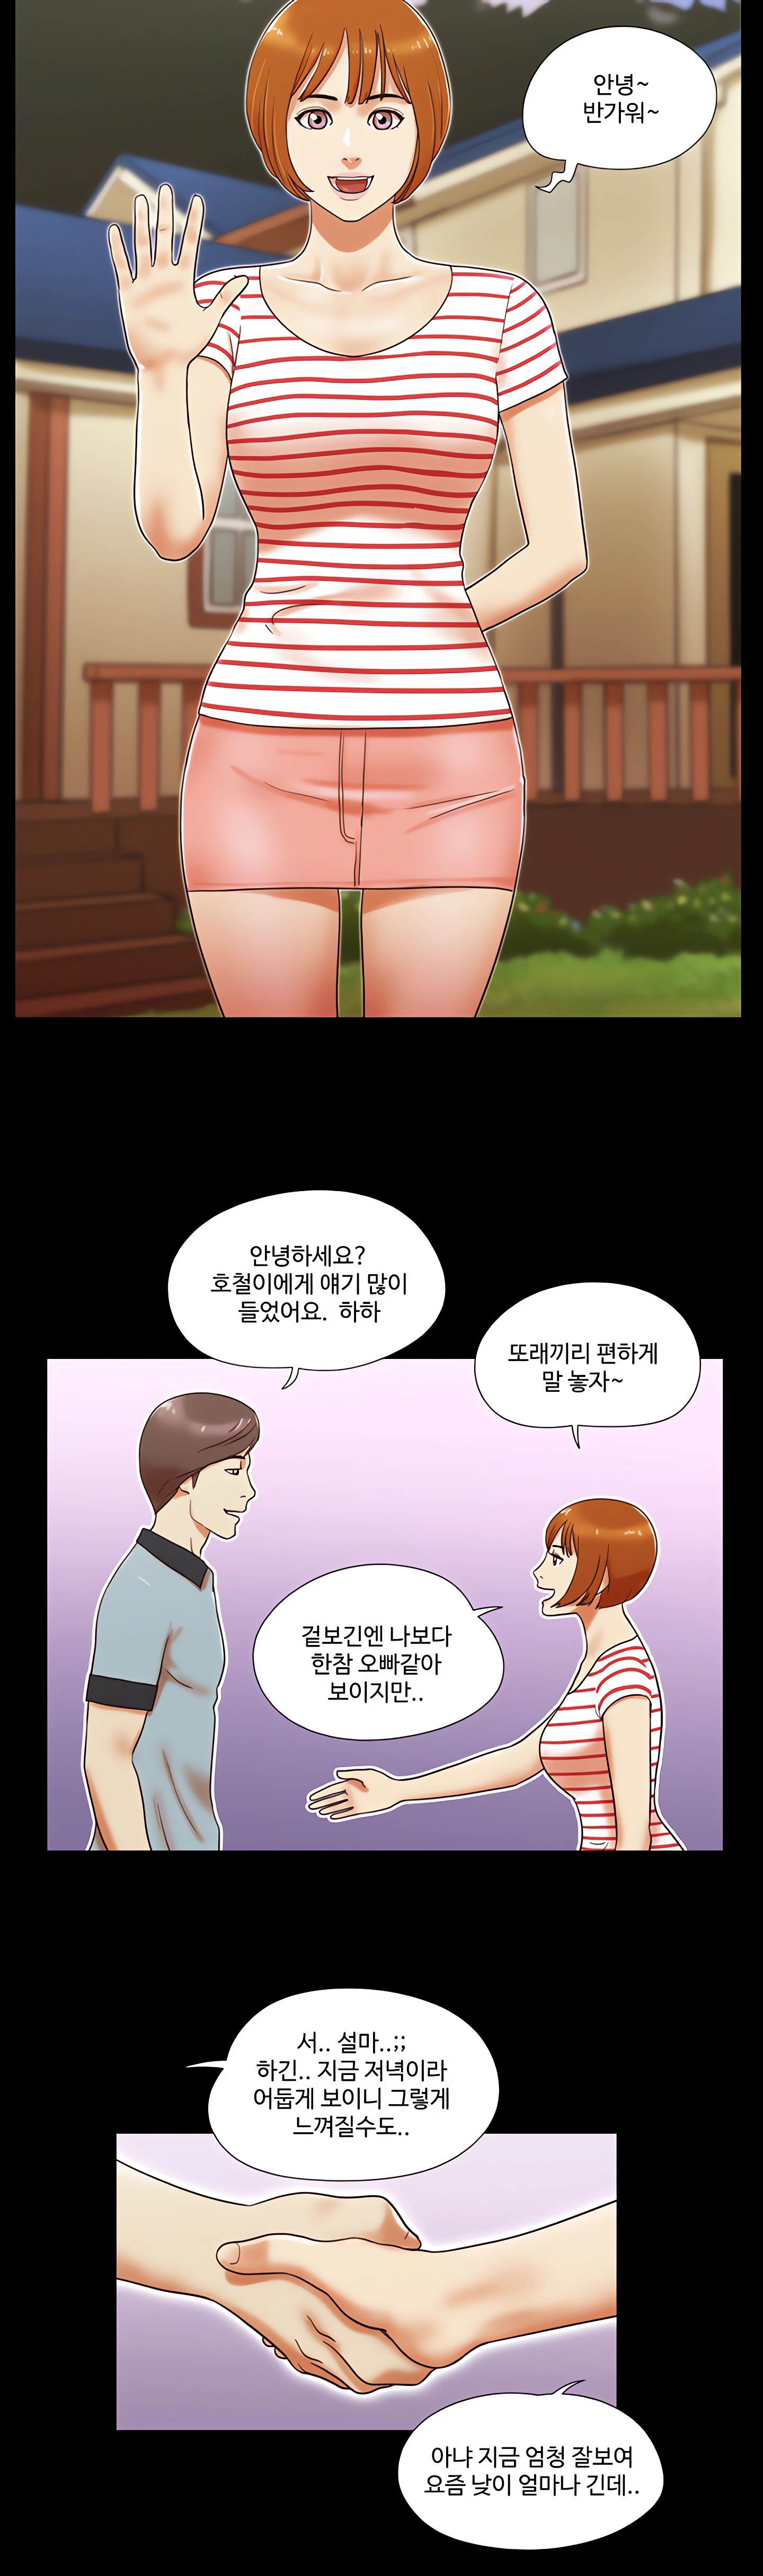 안녕~
반가워~
안녕하세요?
호철이에게 얘기 많이
들었어요. 하하
또래끼리 편하게
말 놓자~
겉보긴엔 나보다
한참 오빠같아
보이지만..
서.. 설마..;;
하긴.. 지금 저녁이라
어둡게 보이니 그렇게
느껴질수도..
아냐 지금 엄청 잘보여
요즘 낮이 얼마나 긴데..